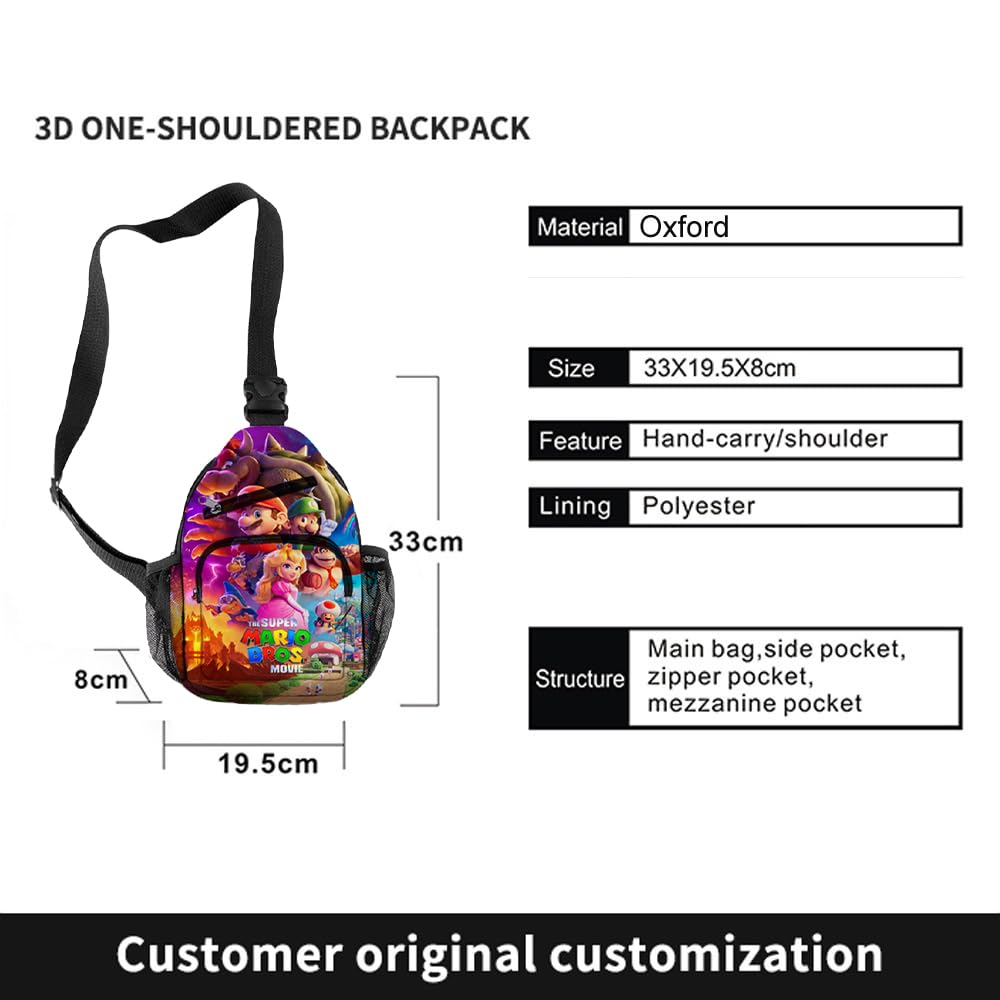 3D ONE-SHOULDERED BACKPACK
Material Oxford
Size 33X19.5X8cm
Feature Hand-carry/shoulder
Lining Polyester
33cm
THE SUPER
MARIO
BROS.
MOVIE
8cm
19.5cm
Structure Main bag,side pocket,
zipper pocket,
mezzanine pocket
Customer original customization